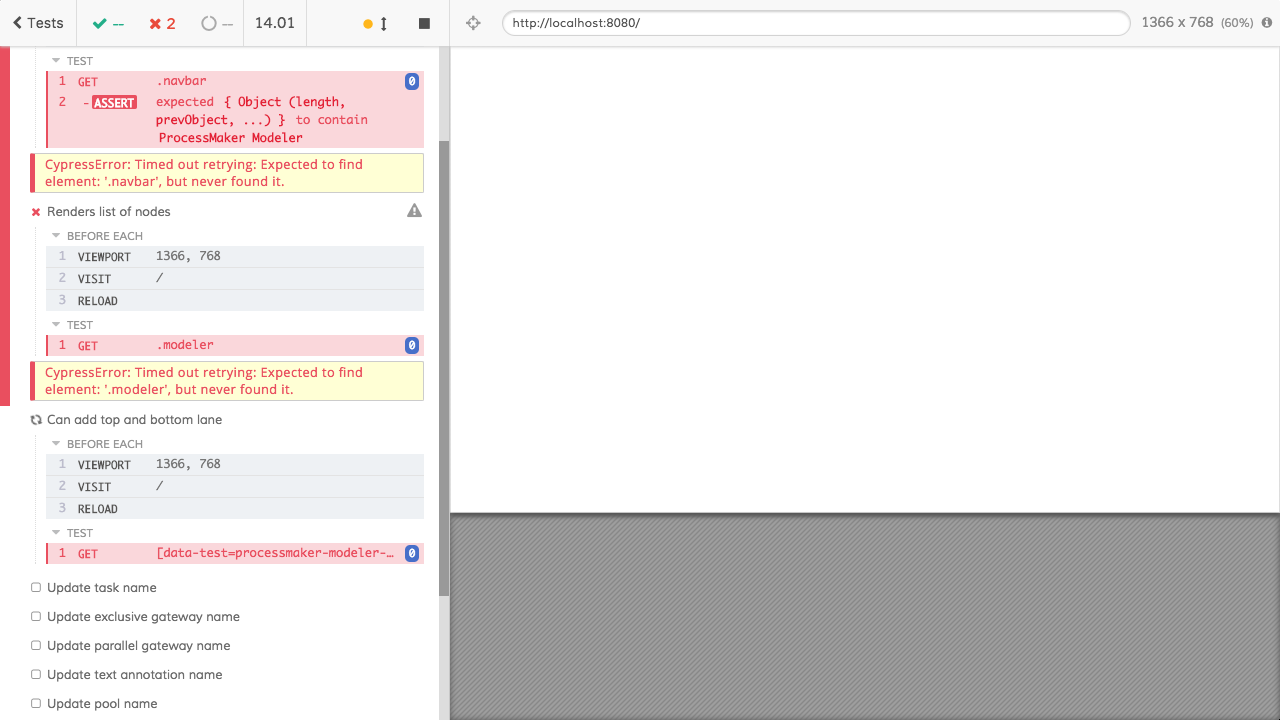 Tests -- 2 -- 14.01 http://localhost:8080/ 1366 x 768 (60%)
TEST
1 GET .navbar 0
2 -ASSERT expected { Object (length,
prevObject, ...) } to contain
ProcessMaker Modeler
CypressError: Timed out retrying: Expected to find
element: '.navbar', but never found it.
Renders list of nodes
BEFORE EACH
1 VIEWPORT 1366, 768
2 VISIT /
3 RELOAD
TEST
1 GET .modeler 0
CypressError: Timed out retrying: Expected to find
element: '.modeler', but never found it.
Can add top and bottom lane
BEFORE EACH
1 VIEWPORT 1366, 768
2 VISIT /
3 RELOAD
TEST
1 GET [data-test=processmaker-modeler-… 0
Update task name
Update exclusive gateway name
Update parallel gateway name
Update text annotation name
Update pool name